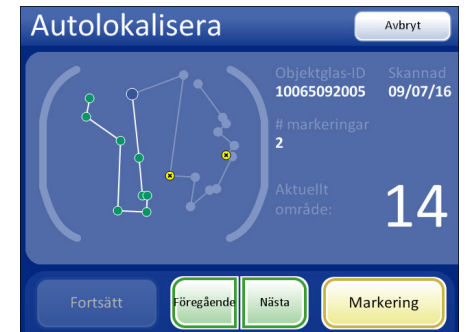 Autolokalisera
Avbryt
Objektglas-ID Skannad
10065092005 09/07/16
# markeringar
2
Aktuellt
område:
14
Fortsätt
Föregående
Nästa
Markering